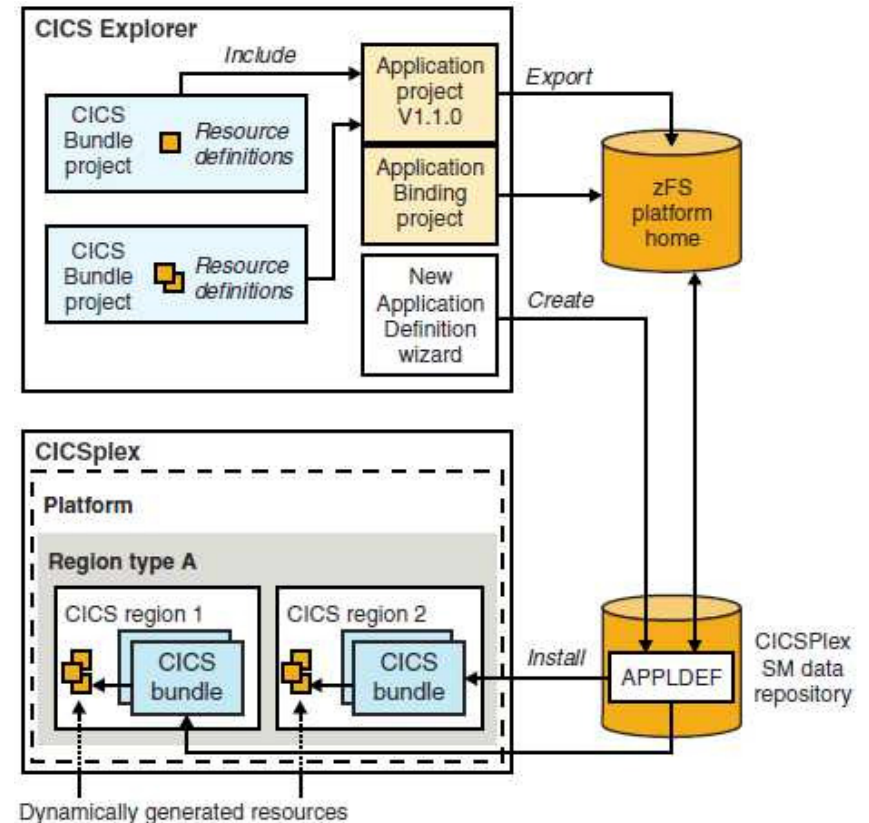 CICS Explorer
Include
CICS
Bundle
project
Resource
definitions
CICS
Bundle
project
Resource
definitions
Application
project
V1.1.0
Application
Binding
project
New
Application
Definition
wizard
Export
zFS
platform
home
Create
CICSplex
Platform
Region type A
CICS region 1
CICS
bundle
CICS region 2
CICS
bundle
Install
APPLDEF
CICSPlex
SM data
repository
Dynamically generated resources